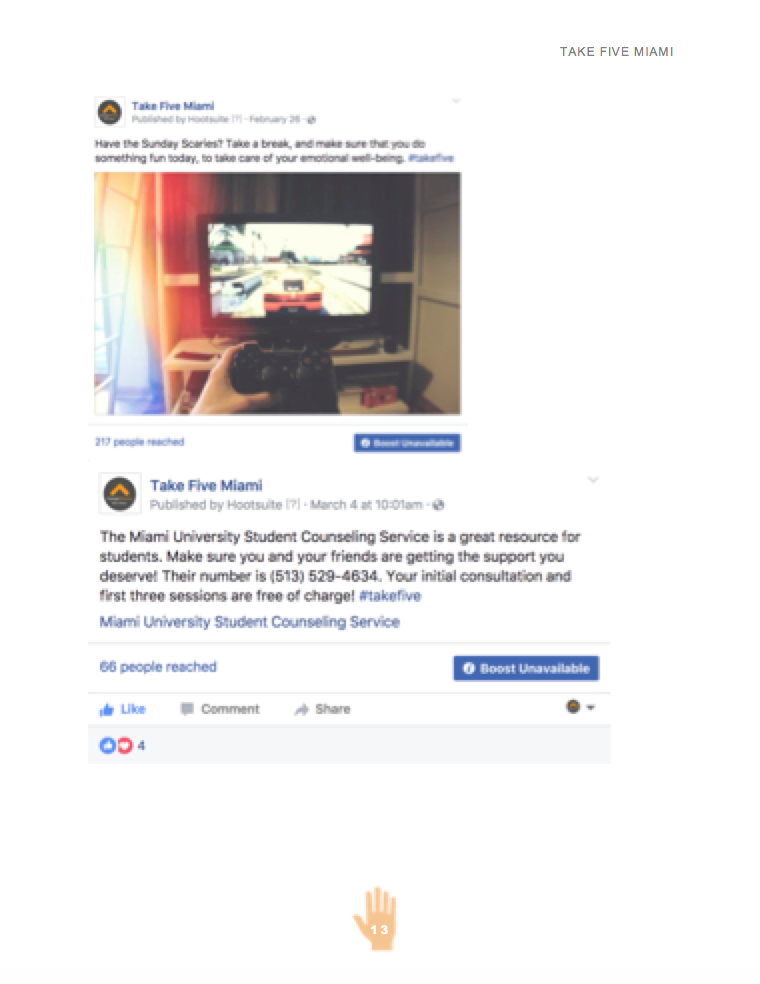 TAKE FIVE MIAMI
Take Five Miami
Published by Hootsuite [?] · February 26 ·
Have the Sunday Scaries? Take a break, and make sure that you do
something fun today, to take care of your emotional well-being. #takefive
217 people reached
Boost Unavailable
Take Five Miami
Published by Hootsuite [?] · March 4 at 10:01am ·
The Miami University Student Counseling Service is a great resource for
students. Make sure you and your friends are getting the support you
deserve! Their number is (513) 529-4634. Your initial consultation and
first three sessions are free of charge! #takefive
Miami University Student Counseling Service
66 people reached
Boost Unavailable
Like Comment Share
4
13